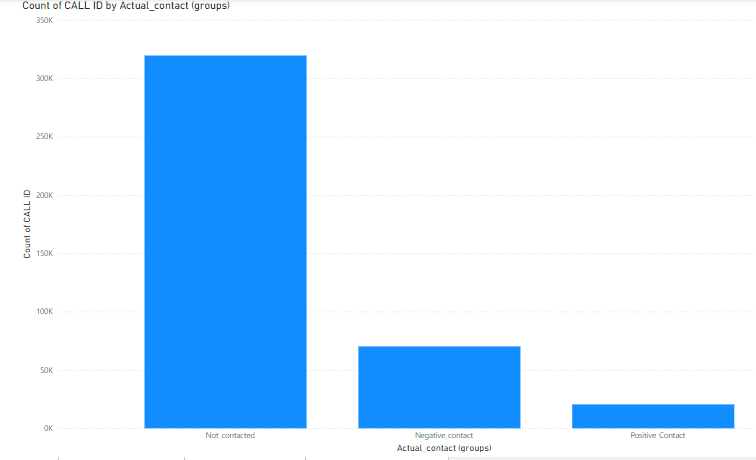 Count of CALL ID by Actual_contact (groups)
350K
300K
250K
200K
150K
100K
50K
0K
Count of CALL ID
Not contacted
Negative contact
Positive Contact
Actual_contact (groups)